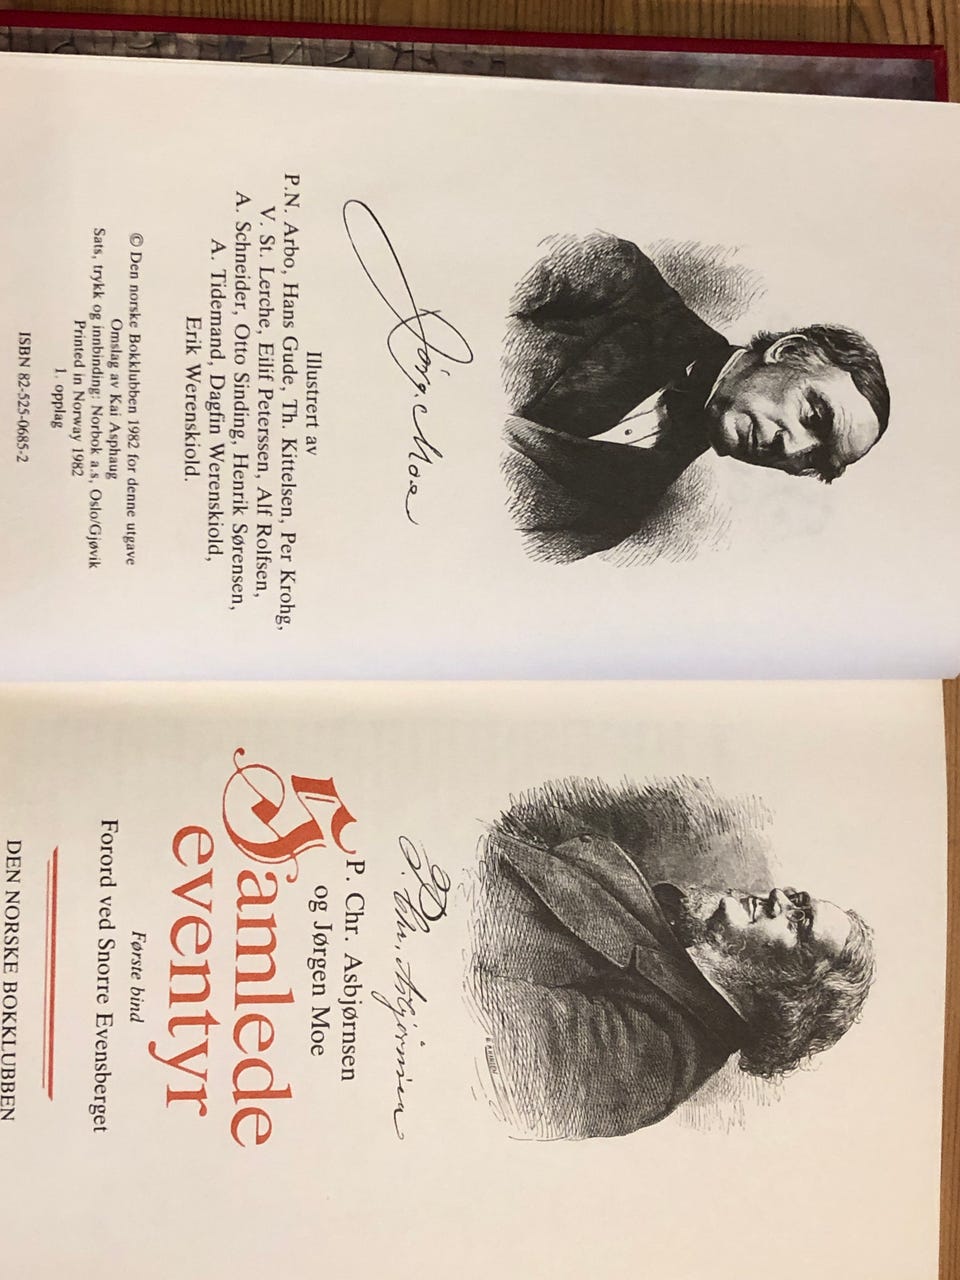 Jørgen Moe
Illustrert av
P.N. Arbo, Hans Gude, Th. Kittelsen, Per Krohg,
V. St. Lerche, Eilif Peterssen, Alf Rolfsen,
A. Schneider, Otto Sinding, Henrik Sørensen,
A. Tidemand, Dagfin Werenskiold,
Erik Werenskiold.
© Den norske Bokklubben 1982 for denne utgave
Omslag av Kai Asphaug
Sats, trykk og innbinding: Norbok a.s, Oslo/Gjøvik
Printed in Norway 1982
1. opplag
ISBN 82-525-0685-2
P. Chr. Asbjørnsen
P. Chr. Asbjørnsen
og Jørgen Moe
Samlede
eventyr
Første bind
Forord ved Snorre Evensberget
DEN NORSKE BOKKLUBBEN